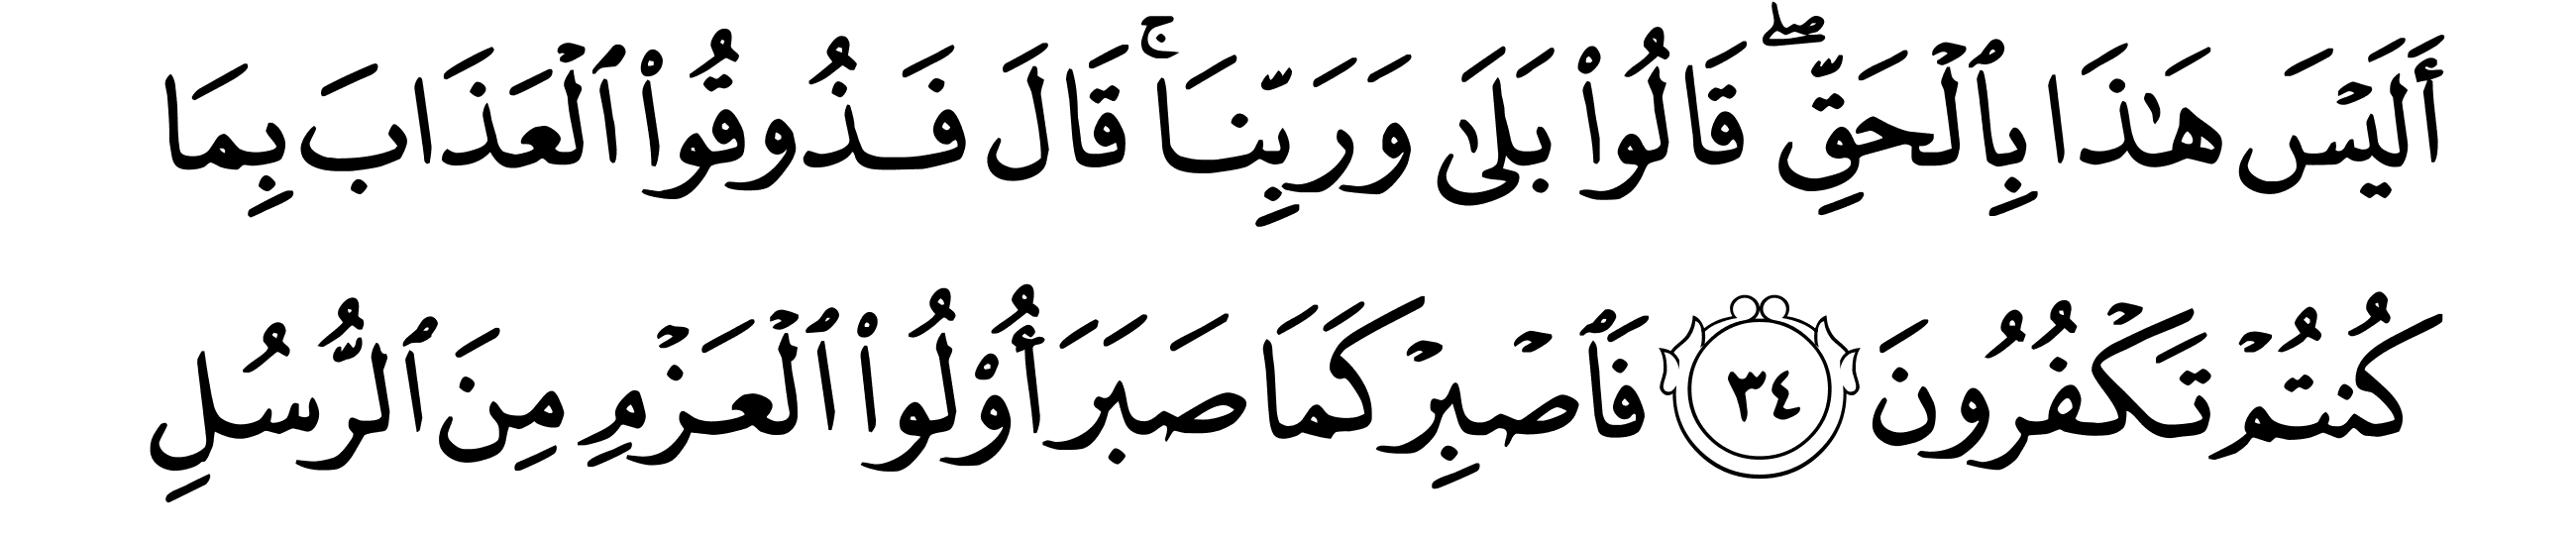 أَلَيْسَ هَٰذَا بِٱلْحَقِّ ۖ قَالُوا۟ بَلَىٰ وَرَبِّنَا ۚ قَالَ فَذُوقُوا۟ ٱلْعَذَابَ بِمَا
كُنتُمْ تَكْفُرُونَ ٣٤ فَٱصْبِرْ كَمَا صَبَرَ أُو۟لُوا۟ ٱلْعَزْمِ مِنَ ٱلرُّسُلِ